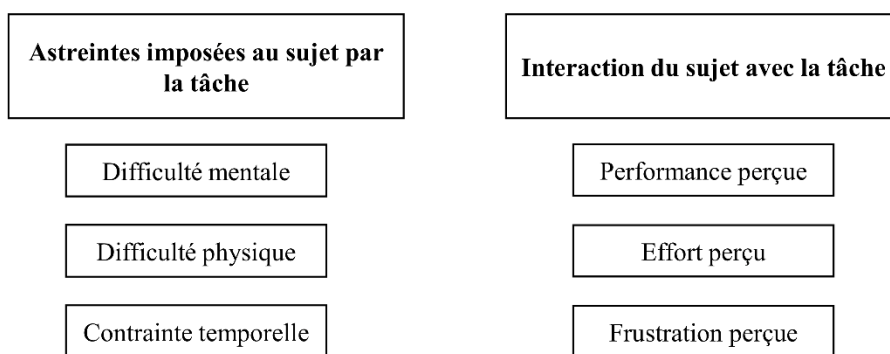 Astreintes imposées au sujet par
la tâche
Difficulté mentale
Difficulté physique
Contrainte temporelle
Interaction du sujet avec la tâche
Performance perçue
Effort perçu
Frustration perçue